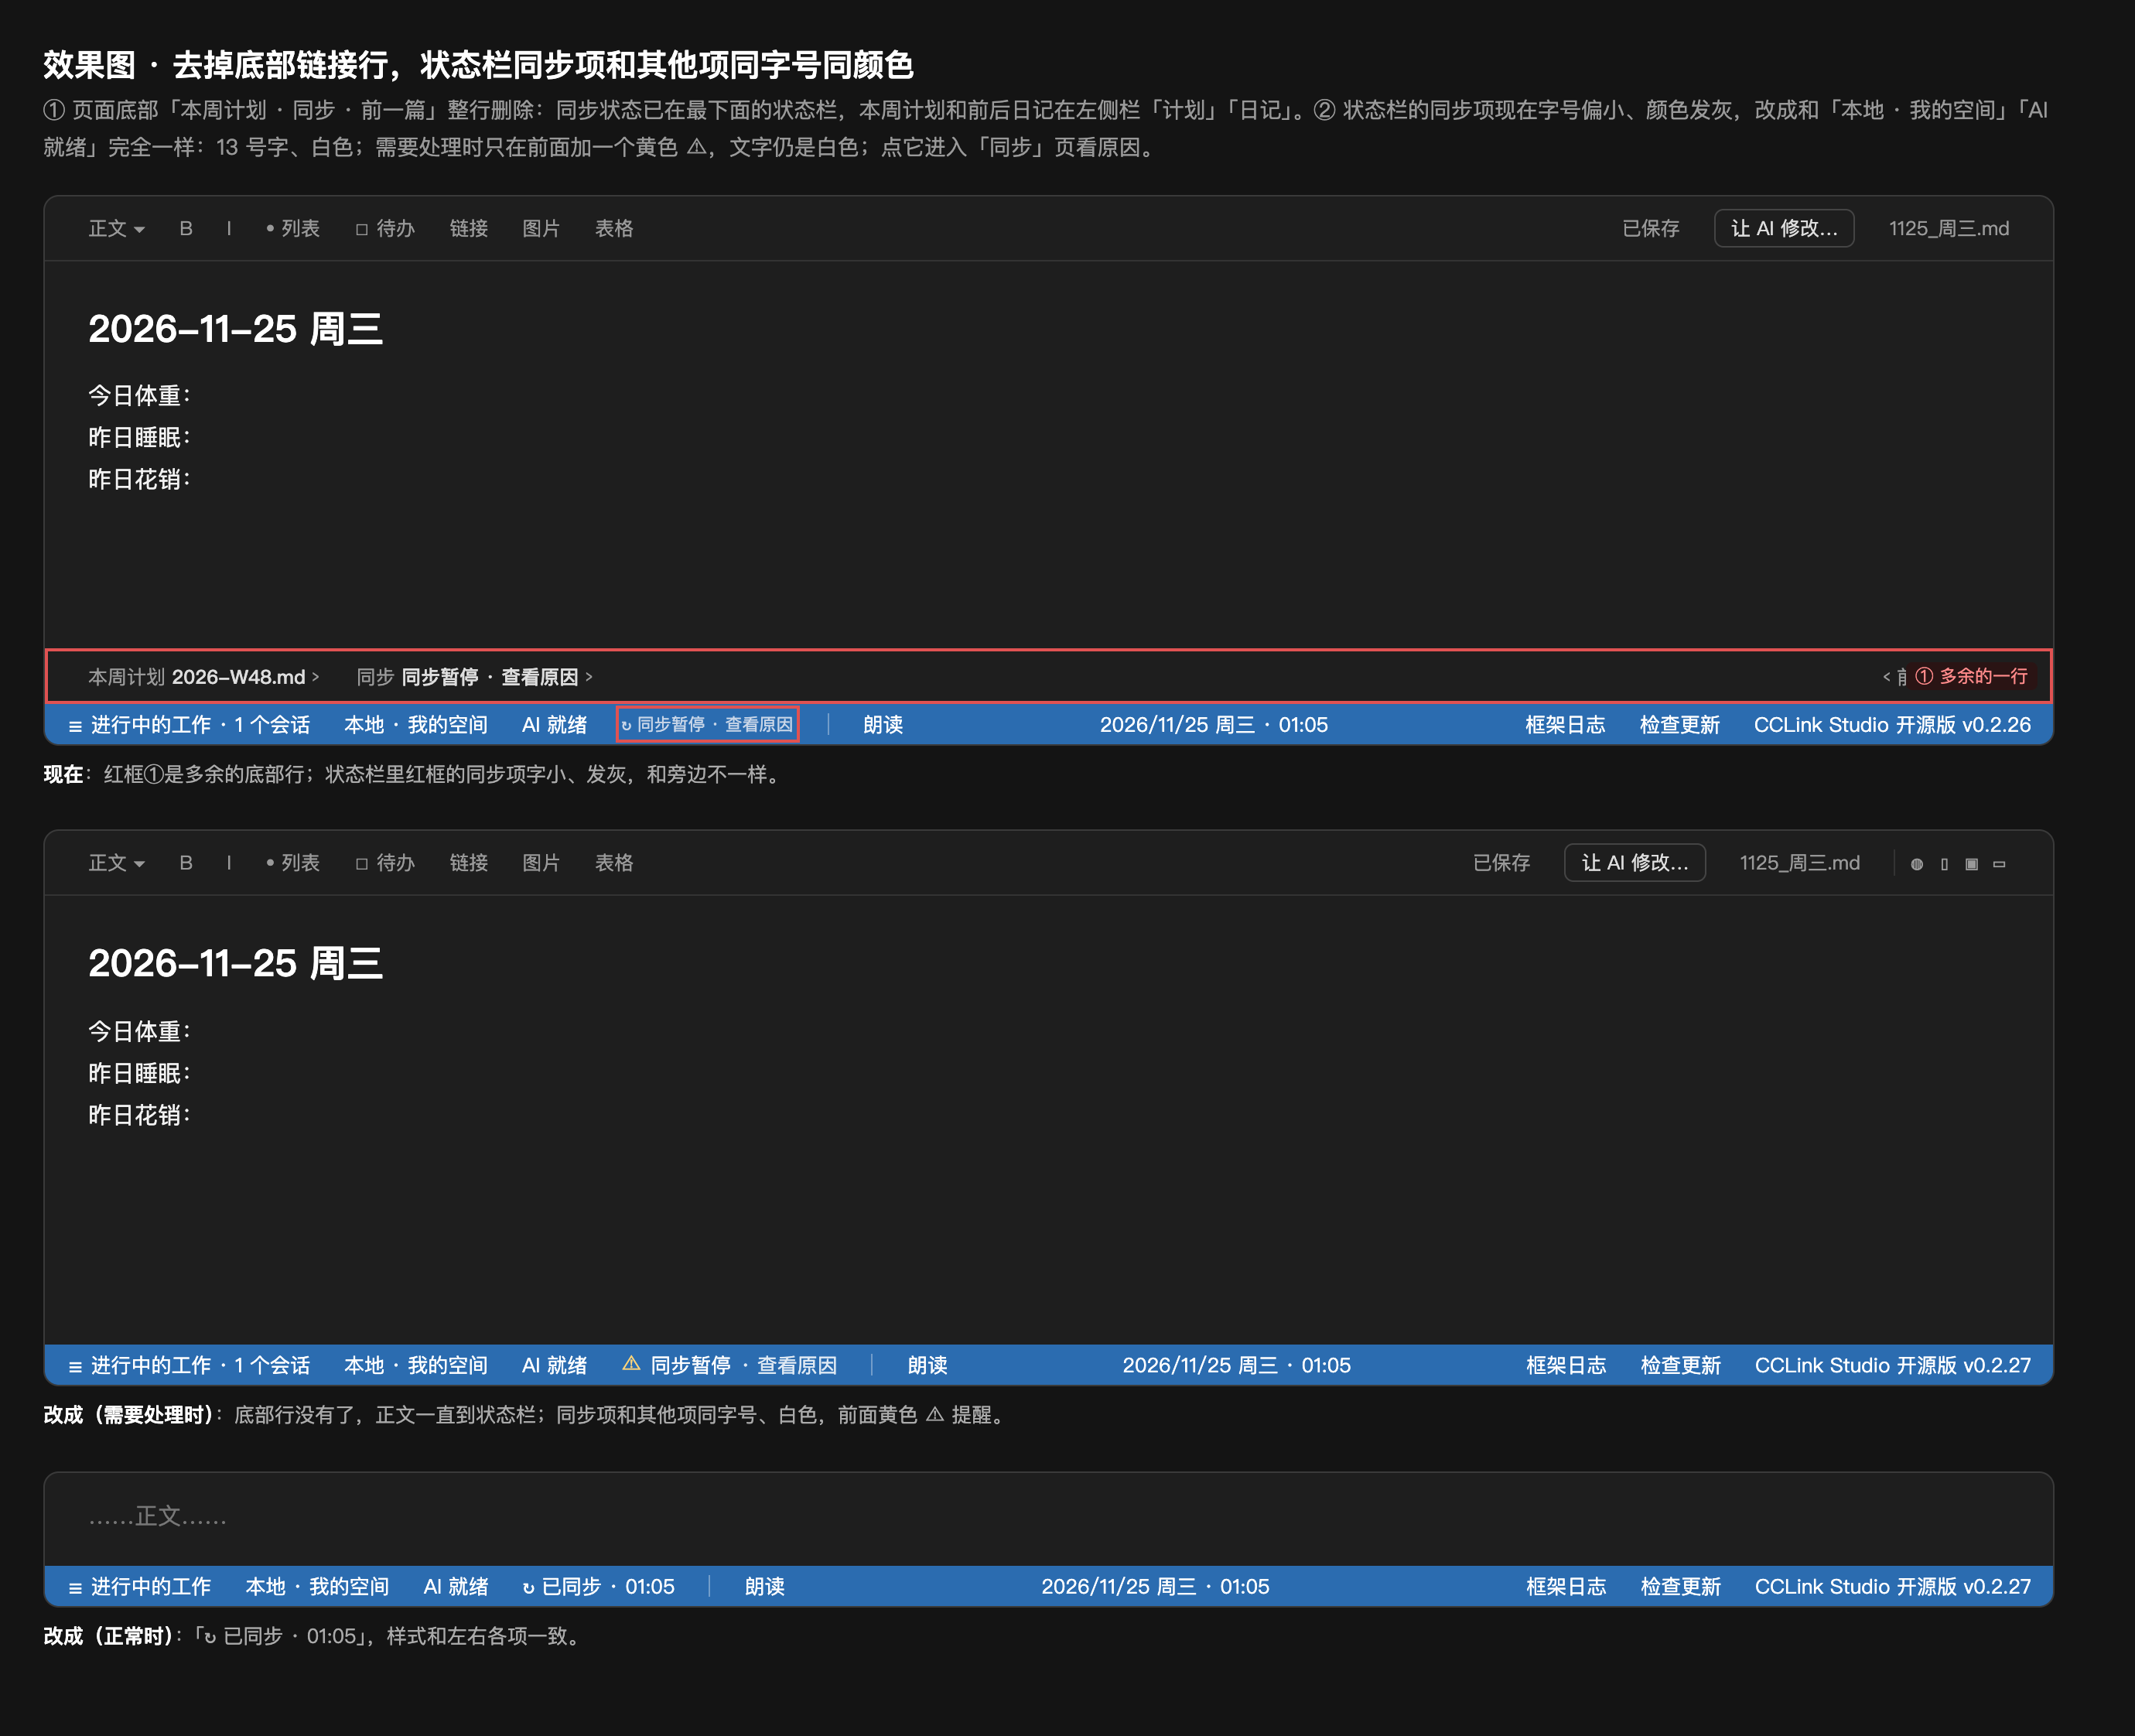 效果图 · 去掉底部链接行，状态栏同步项和其他项同字号同颜色
① 页面底部「本周计划 · 同步 · 前一篇」整行删除：同步状态已在最下面的状态栏，本周计划和前后日记在左侧栏「计划」「日记」。② 状态栏的同步项现在字号偏小、颜色发灰，改成和「本地 · 我的空间」「AI
就绪」完全一样：13 号字、白色；需要处理时只在前面加一个黄色 ⚠，文字仍是白色；点它进入「同步」页看原因。
正文 B I • 列表 □ 待办 链接 图片 表格 已保存 让 AI 修改… 1125_周三.md
2026-11-25 周三
今日体重：
昨日睡眠：
昨日花销：
本周计划 2026-W48.md › 同步 同步暂停 · 查看原因 › ‹ ① 多余的一行
≡ 进行中的工作 · 1 个会话 本地 · 我的空间 AI 就绪 ↻ 同步暂停 · 查看原因 朗读 2026/11/25 周三 · 01:05 框架日志 检查更新 CCLink Studio 开源版 v0.2.26
现在：红框①是多余的底部行；状态栏里红框的同步项字小、发灰，和旁边不一样。
正文 B I • 列表 □ 待办 链接 图片 表格 已保存 让 AI 修改… 1125_周三.md
2026-11-25 周三
今日体重：
昨日睡眠：
昨日花销：
≡ 进行中的工作 · 1 个会话 本地 · 我的空间 AI 就绪 ⚠ 同步暂停 · 查看原因 朗读 2026/11/25 周三 · 01:05 框架日志 检查更新 CCLink Studio 开源版 v0.2.27
改成（需要处理时）：底部行没有了，正文一直到状态栏；同步项和其他项同字号、白色，前面黄色 ⚠ 提醒。
……正文……
≡ 进行中的工作 本地 · 我的空间 AI 就绪 ↻ 已同步 · 01:05 朗读 2026/11/25 周三 · 01:05 框架日志 检查更新 CCLink Studio 开源版 v0.2.27
改成（正常时）：「↻ 已同步 · 01:05」，样式和左右各项一致。